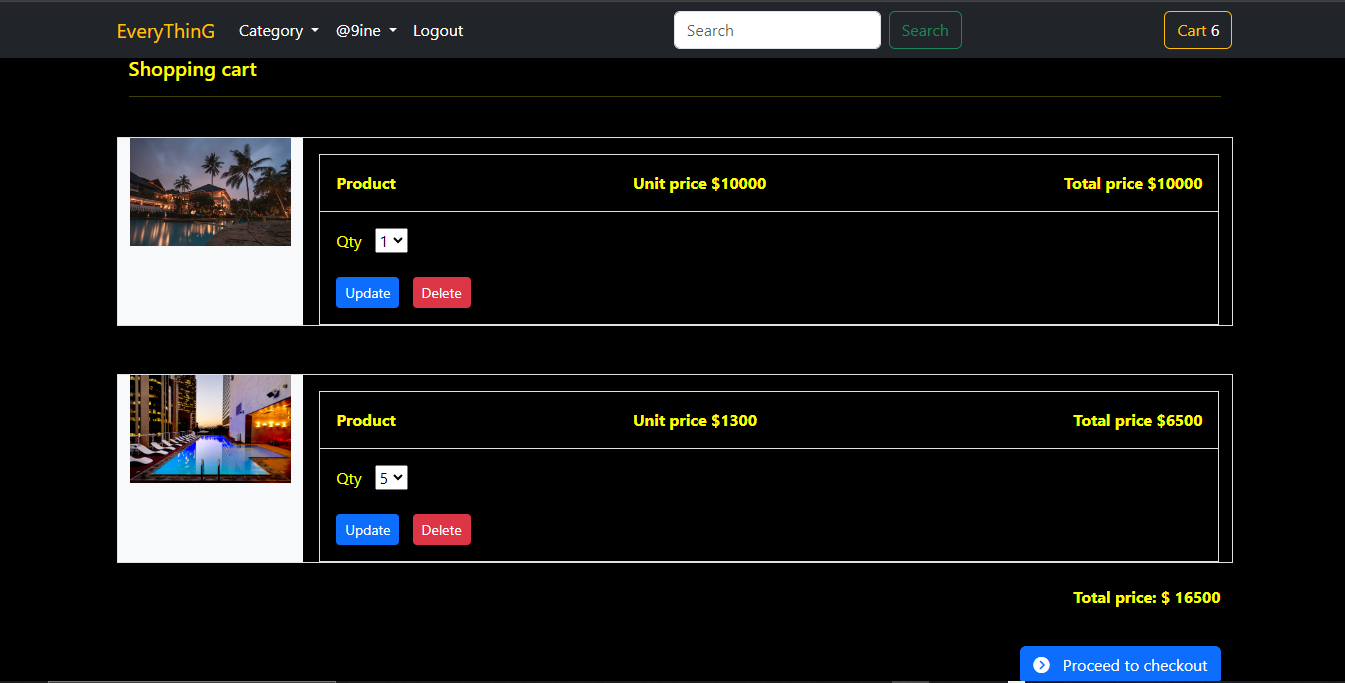 EveryThinG Category @9ine Logout Search Search Cart 6
Shopping cart
Product Unit price $10000 Total price $10000
Qty 1
Update Delete
Product Unit price $1300 Total price $6500
Qty 5
Update Delete
Total price: $ 16500
Proceed to checkout